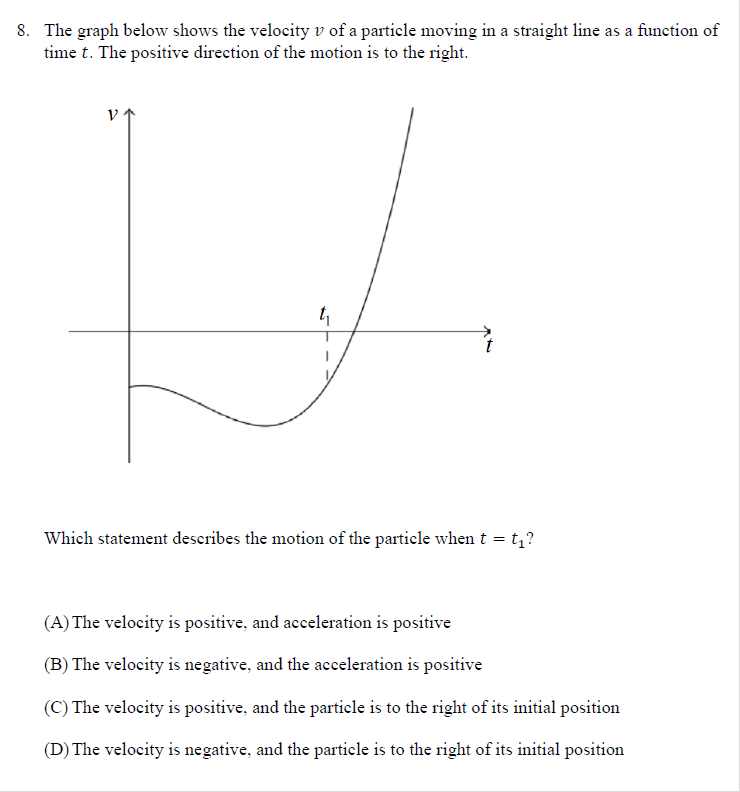 8. The graph below shows the velocity v of a particle moving in a straight line as a function of
time t. The positive direction of the motion is to the right.
v
t₁
t
Which statement describes the motion of the particle when t = t₁?
(A) The velocity is positive, and acceleration is positive
(B) The velocity is negative, and the acceleration is positive
(C) The velocity is positive, and the particle is to the right of its initial position
(D) The velocity is negative, and the particle is to the right of its initial position